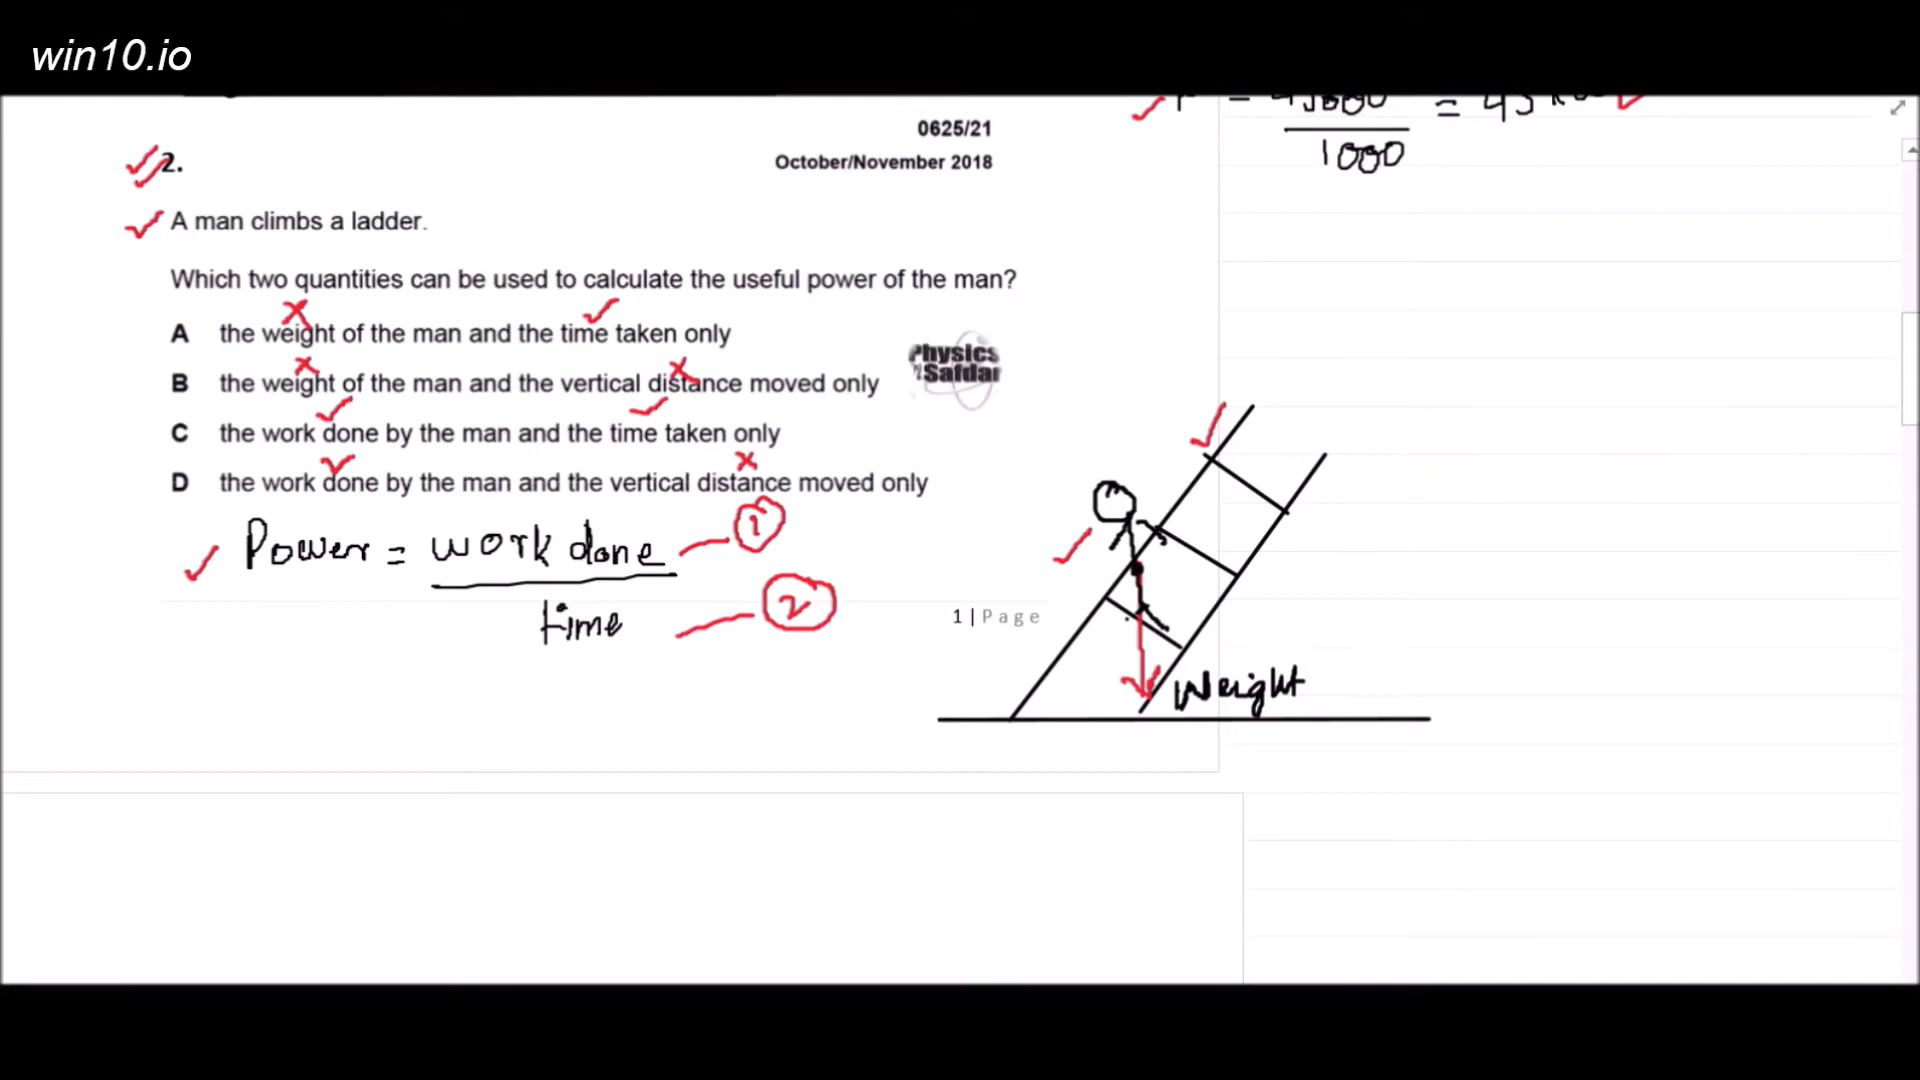 win10.io
= 45000 = 45
1000
0625/21
2.
October/November 2018
A man climbs a ladder.
Which two quantities can be used to calculate the useful power of the man?
A the weight of the man and the time taken only
B the weight of the man and the vertical distance moved only
Physics
Safdar
C the work done by the man and the time taken only
D the work done by the man and the vertical distance moved only
Power = work done 1
time 2
1 | Page
Weight